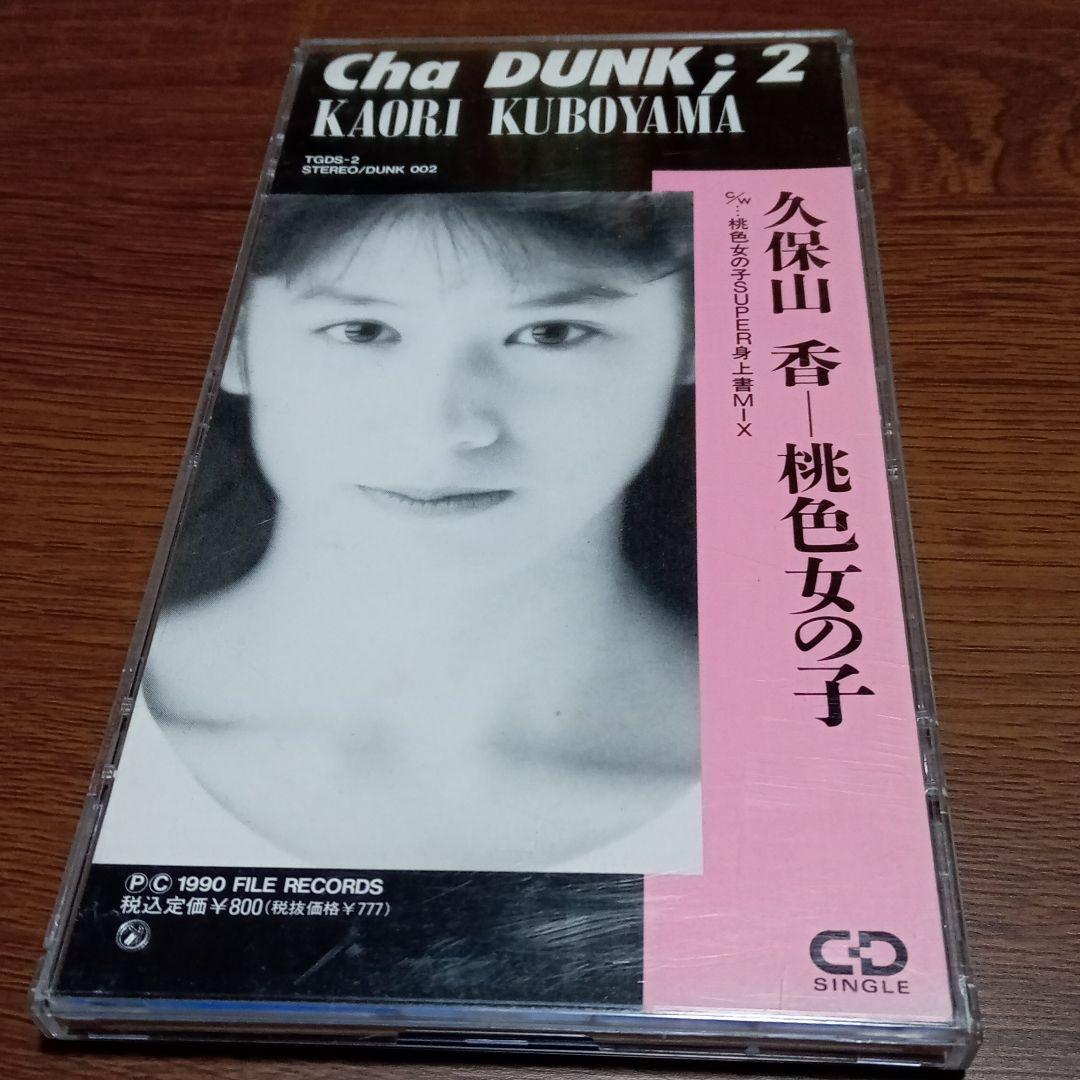 Cha DUNK; 2
KAORI KUBOYAMA
TGDS-2
STEREO/DUNK 002
久保山 香—桃色女の子
c/w…桃色女の子SUPER身上書MIX
ⓅⒸ 1990 FILE RECORDS
税込定価¥800(税抜価格¥777)
CD
SINGLE